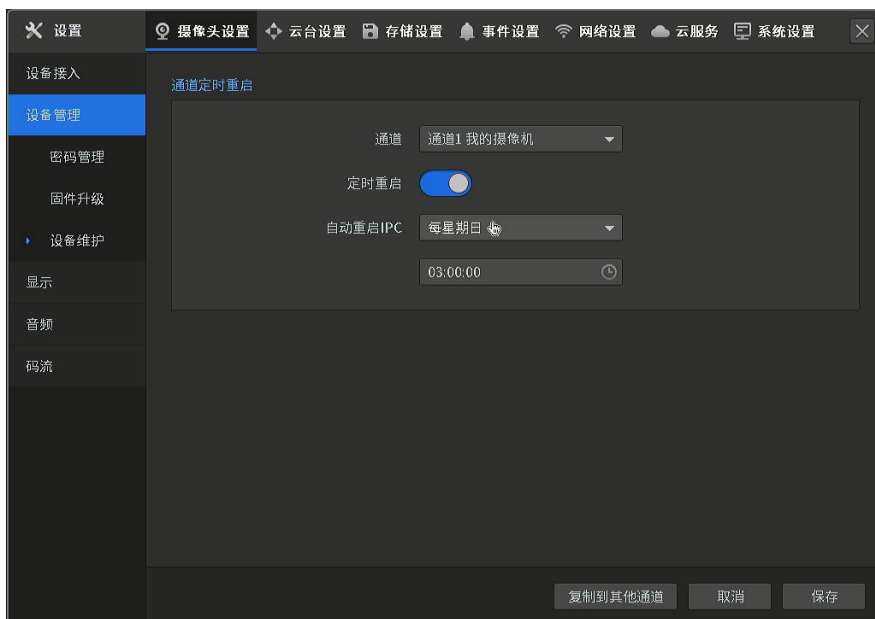 设置
摄像头设置 云台设置 存储设置 事件设置 网络设置 云服务 系统设置
设备接入
设备管理
密码管理
固件升级
设备维护
显示
音频
码流
通道定时重启
通道 通道1 我的摄像机
定时重启
自动重启IPC 每星期日
03:00:00
复制到其他通道 取消 保存